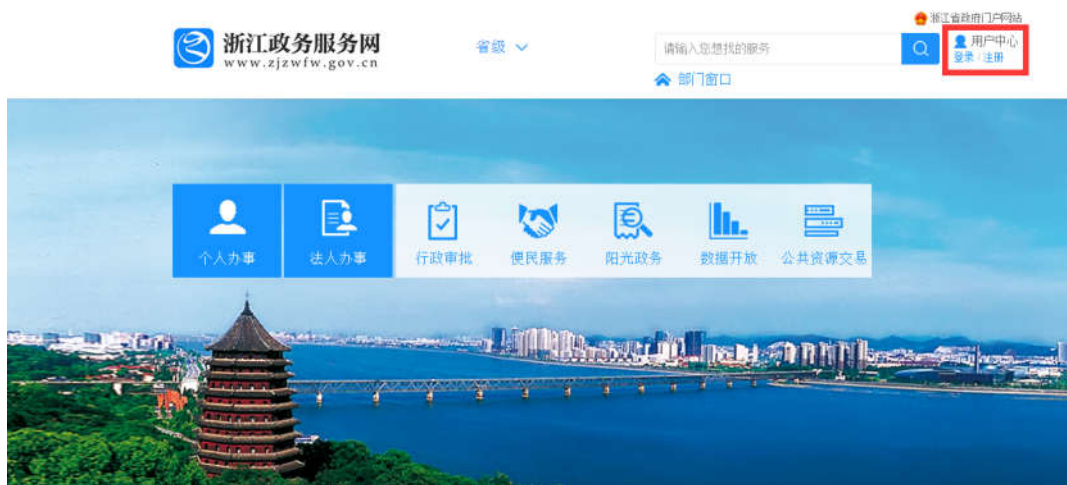 浙江省政府门户网站
浙江政务服务网
www.zjzwfw.gov.cn
省级
请输入您想找的服务
用户中心
登录 / 注册
部门窗口
个人办事
法人办事
行政审批
便民服务
阳光政务
数据开放
公共资源交易